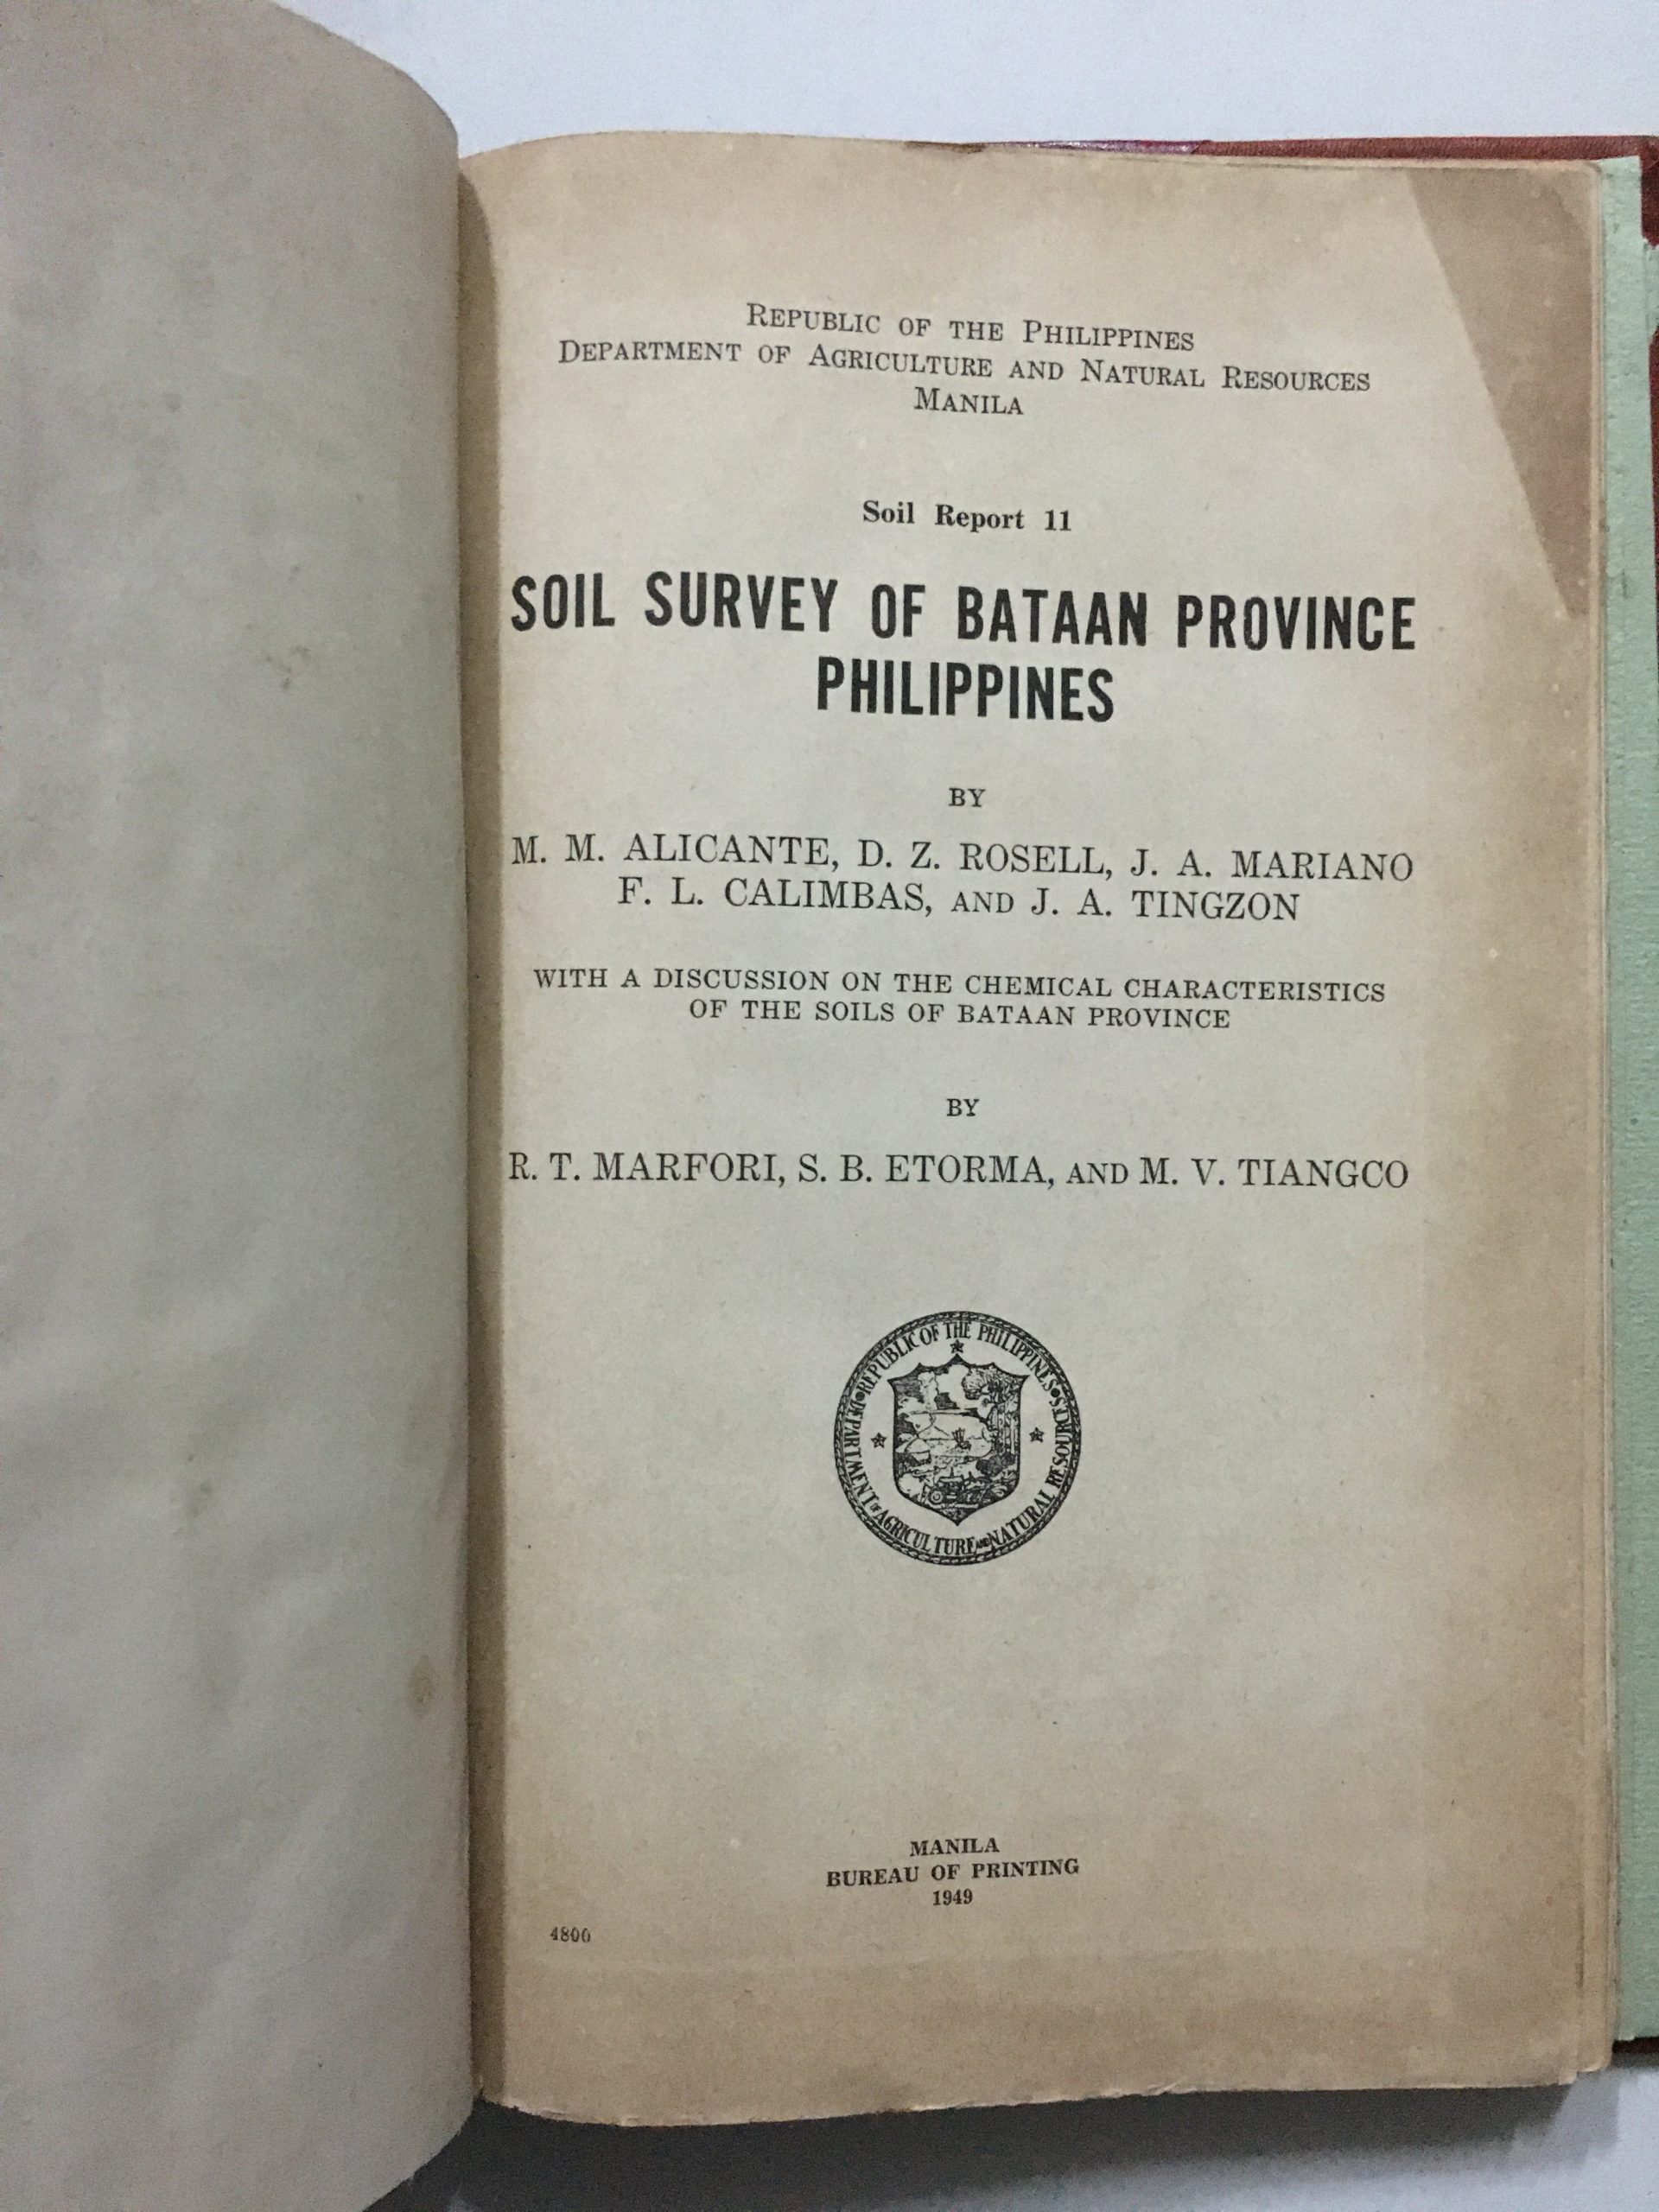 REPUBLIC OF THE PHILIPPINES
DEPARTMENT OF AGRICULTURE AND NATURAL RESOURCES
MANILA
Soil Report 11
SOIL SURVEY OF BATAAN PROVINCE
PHILIPPINES
BY
M. M. ALICANTE, D. Z. ROSELL, J. A. MARIANO
F. L. CALIMBAS, AND J. A. TINGZON
WITH A DISCUSSION ON THE CHEMICAL CHARACTERISTICS
OF THE SOILS OF BATAAN PROVINCE
BY
R. T. MARFORI, S. B. ETORMA, AND M. V. TIANGCO
REPUBLIC OF THE PHILIPPINES
DEPARTMENT OF AGRICULTURE AND NATURAL RESOURCES
MANILA
BUREAU OF PRINTING
1949
4800